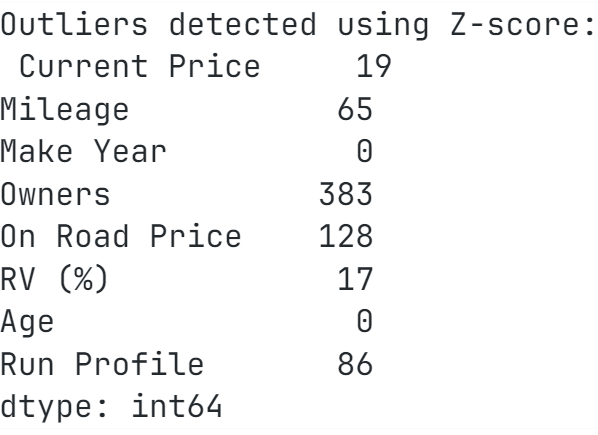 Outliers detected using Z-score:
 Current Price     19
Mileage           65
Make Year          0
Owners           383
On Road Price    128
RV (%)            17
Age                0
Run Profile       86
dtype: int64